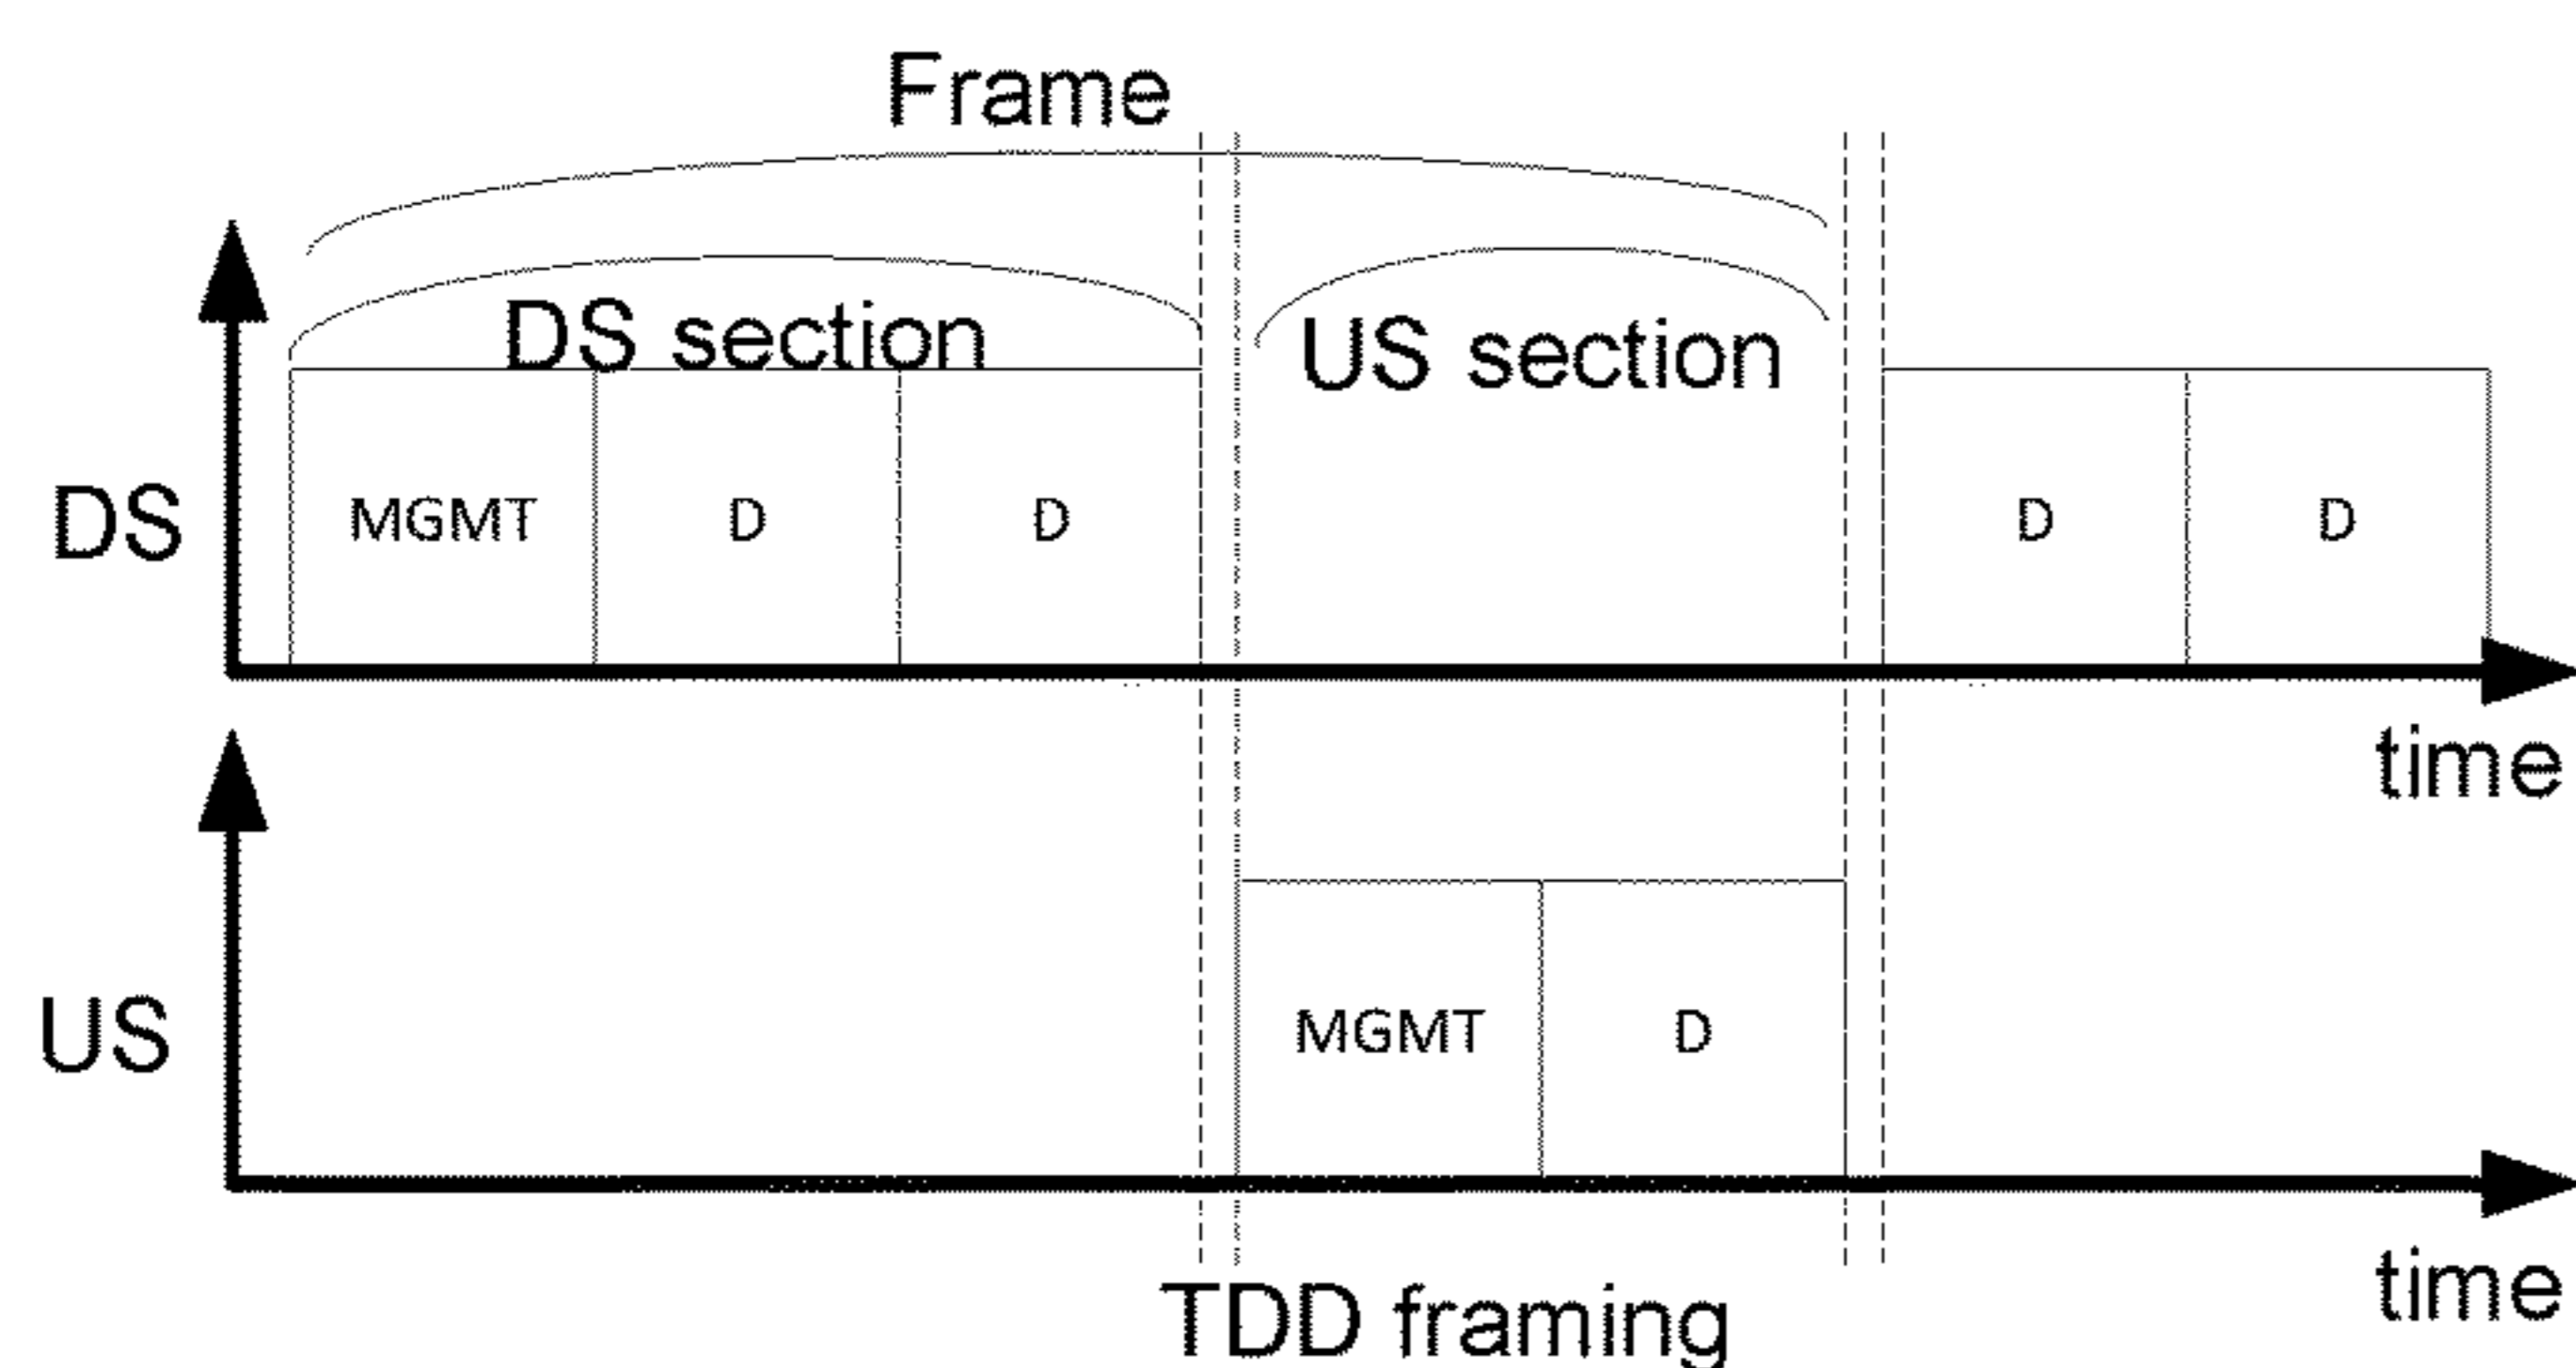 Frame
DS section
US section
DS
MGMT D D D D
time
US
MGMT D
time
TDD framing